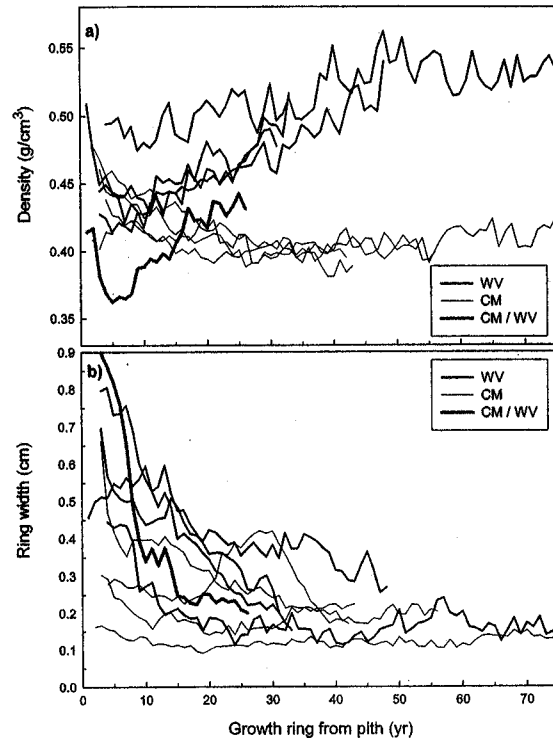 a)
0.55
0.50
0.45
0.40
0.35
Density (g/cm³)
WV
CM
CM / WV
b)
0.9
0.8
0.7
0.6
0.5
0.4
0.3
0.2
0.1
0.0
Ring width (cm)
WV
CM
CM / WV
0 10 20 30 40 50 60 70
Growth ring from pith (yr)